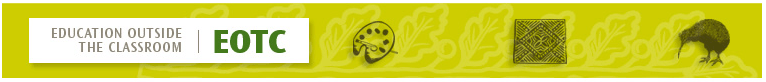 EDUCATION OUTSIDE
THE CLASSROOM
EOTC